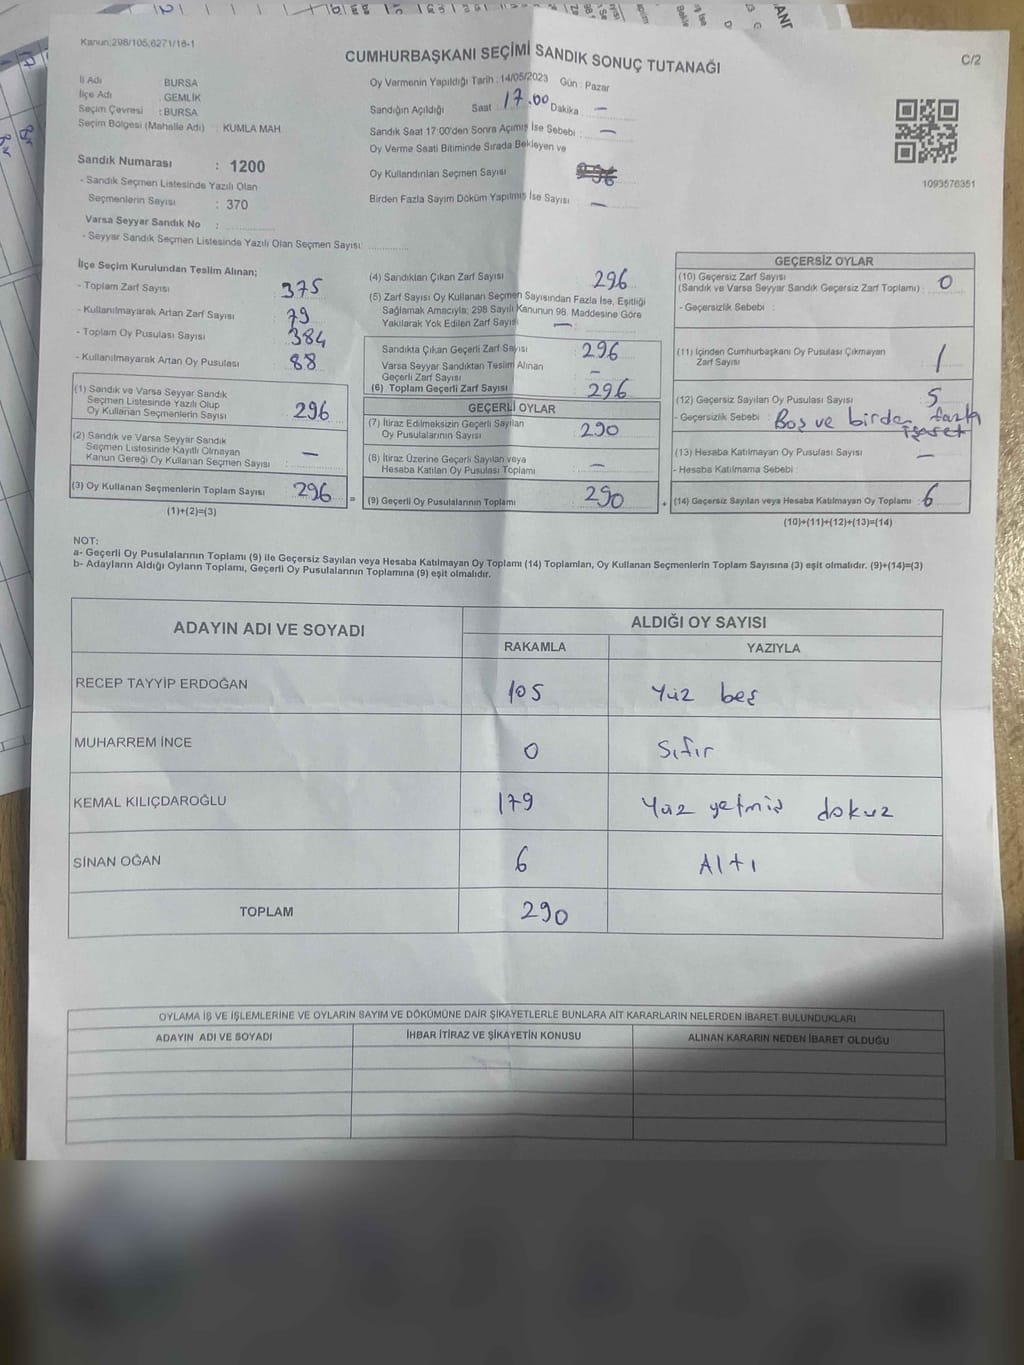 Kanun:298/105,6271/16-1
CUMHURBAŞKANI SEÇİMİ SANDIK SONUÇ TUTANAĞI
C/2
İl Adı : BURSA
İlçe Adı : GEMLİK
Seçim Çevresi : BURSA
Seçim Bölgesi (Mahalle Adı) : KUMLA MAH
Oy Vermenin Yapıldığı Tarih : 14/05/2023 Gün : Pazar
Sandığın Açıldığı Saat 17.00 Dakika —
Sandık Saat 17:00'den Sonra Açımış İse Sebebi : —
Oy Verme Saati Bitiminde Sırada Bekleyen ve
Oy Kullandırılan Seçmen Sayısı
Birden Fazla Sayım Döküm Yapılmış İse Sayısı —
1093576351
Sandık Numarası : 1200
- Sandık Seçmen Listesinde Yazılı Olan
Seçmenlerin Sayısı : 370
Varsa Seyyar Sandık No :
- Seyyar Sandık Seçmen Listesinde Yazılı Olan Seçmen Sayısı:
İlçe Seçim Kurulundan Teslim Alınan;
- Toplam Zarf Sayısı : 375
- Kullanılmayarak Artan Zarf Sayısı : 79
- Toplam Oy Pusulası Sayısı : 384
- Kullanılmayarak Artan Oy Pusulası : 88
(1) Sandık ve Varsa Seyyar Sandık
Seçmen Listesinde Yazılı Olup
Oy Kullanan Seçmenlerin Sayısı : 296
(2) Sandık ve Varsa Seyyar Sandık
Seçmen Listesinde Kayıtlı Olmayan
Kanun Gereği Oy Kullanan Seçmen Sayısı : —
(3) Oy Kullanan Seçmenlerin Toplam Sayısı : 296 =
(1)+(2)=(3)
(4) Sandıktan Çıkan Zarf Sayısı 296
(5) Zarf Sayısı Oy Kullanan Seçmen Sayısından Fazla İse, Eşitliği
Sağlamak Amacıyla; 298 Sayılı Kanunun 98. Maddesine Göre
Yakılarak Yok Edilen Zarf Sayısı : —
Sandıkta Çıkan Geçerli Zarf Sayısı : 296
Varsa Seyyar Sandıktan Teslim Alınan
Geçerli Zarf Sayısı : —
(6) Toplam Geçerli Zarf Sayısı : 296
GEÇERLİ OYLAR
(7) İtiraz Edilmeksizin Geçerli Sayılan
Oy Pusulalarının Sayısı : 290
(8) İtiraz Üzerine Geçerli Sayılan veya
Hesaba Katılan Oy Pusulası Toplamı : —
(9) Geçerli Oy Pusulalarının Toplamı : 290 +
GEÇERSİZ OYLAR
(10) Geçersiz Zarf Sayısı
(Sandık ve Varsa Seyyar Sandık Geçersiz Zarf Toplamı) : 0
- Geçersizlik Sebebi :
(11) İçinden Cumhurbaşkanı Oy Pusulası Çıkmayan
Zarf Sayısı : 1
(12) Geçersiz Sayılan Oy Pusulası Sayısı : 5
- Geçersizlik Sebebi : Boş ve birden fazla
işaret
(13) Hesaba Katılmayan Oy Pusulası Sayısı : —
- Hesaba Katılmama Sebebi :
(14) Geçersiz Sayılan veya Hesaba Katılmayan Oy Toplamı : 6
(10)+(11)+(12)+(13)=(14)
NOT:
a- Geçerli Oy Pusulalarının Toplamı (9) ile Geçersiz Sayılan veya Hesaba Katılmayan Oy Toplamı (14) Toplamları, Oy Kullanan Seçmenlerin Toplam Sayısına (3) eşit olmalıdır. (9)+(14)=(3)
b- Adayların Aldığı Oyların Toplamı, Geçerli Oy Pusulalarının Toplamına (9) eşit olmalıdır.
ADAYIN ADI VE SOYADI
ALDIĞI OY SAYISI
RAKAMLA YAZIYLA
RECEP TAYYİP ERDOĞAN 105 Yüz beş
MUHARREM İNCE 0 Sıfır
KEMAL KILIÇDAROĞLU 179 Yüz yetmiş dokuz
SİNAN OĞAN 6 Altı
TOPLAM 290
OYLAMA İŞ VE İŞLEMLERİNE VE OYLARIN SAYIM VE DÖKÜMÜNE DAİR ŞİKAYETLERLE BUNLARA AİT KARARLARIN NELERDEN İBARET BULUNDUKLARI
ADAYIN ADI VE SOYADI İHBAR İTİRAZ VE ŞİKAYETİN KONUSU ALINAN KARARIN NEDEN İBARET OLDUĞU